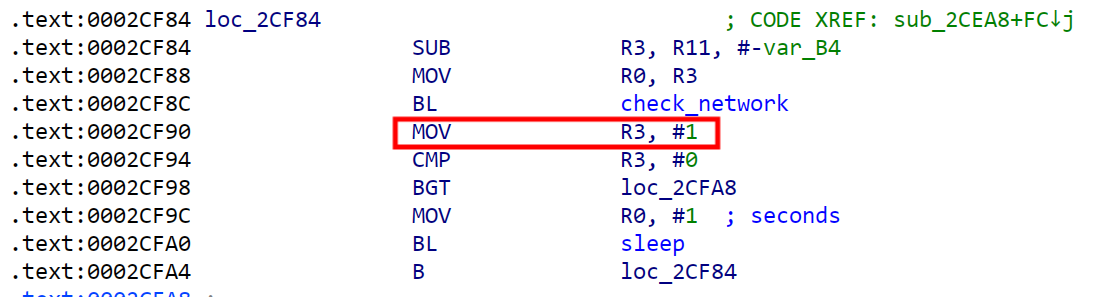 .text:0002CF84 loc_2CF84 ; CODE XREF: sub_2CEA8+FC↓j
.text:0002CF84 SUB R3, R11, #-var_B4
.text:0002CF88 MOV R0, R3
.text:0002CF8C BL check_network
.text:0002CF90 MOV R3, #1
.text:0002CF94 CMP R3, #0
.text:0002CF98 BGT loc_2CFA8
.text:0002CF9C MOV R0, #1 ; seconds
.text:0002CFA0 BL sleep
.text:0002CFA4 B loc_2CF84
.text:0002CFA8 ;